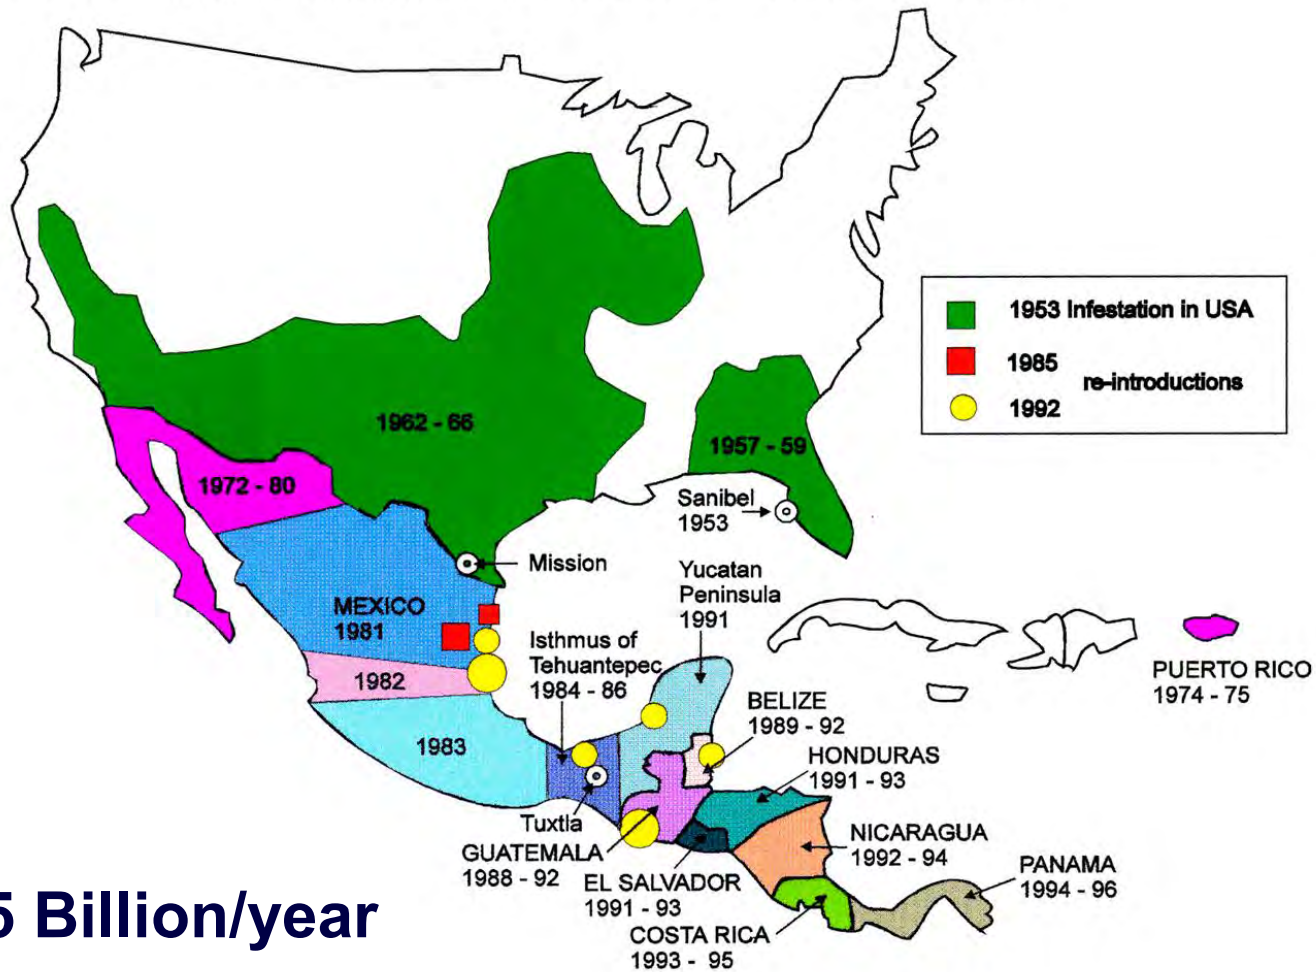 1953 Infestation in USA
1985
re-introductions
1992
1962 - 66
1957 - 59
1972 - 80
Sanibel
1953
Mission
Yucatan
Peninsula
1991
MEXICO
1981
Isthmus of
Tehuantepec
1984 - 86
1982
PUERTO RICO
1974 - 75
BELIZE
1989 - 92
1983
HONDURAS
1991 - 93
Tuxtla
GUATEMALA
1988 - 92
NICARAGUA
1992 - 94
EL SALVADOR
1991 - 93
PANAMA
1994 - 96
COSTA RICA
1993 - 95
5 Billion/year